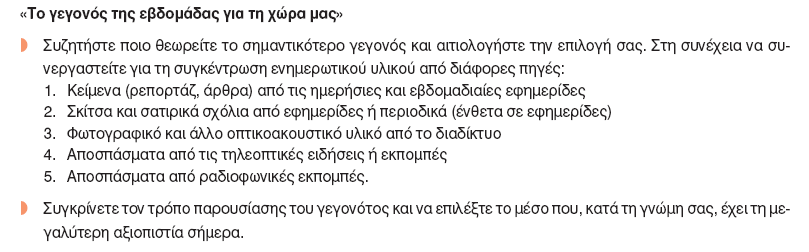 «Το γεγονός της εβδομάδας για τη χώρα μας»
Συζητήστε ποιο θεωρείτε το σημαντικότερο γεγονός και αιτιολογήστε την επιλογή σας. Στη συνέχεια να συ-
νεργαστείτε για τη συγκέντρωση ενημερωτικού υλικού από διάφορες πηγές:
1. Κείμενα (ρεπορτάζ, άρθρα) από τις ημερήσιες και εβδομαδιαίες εφημερίδες
2. Σκίτσα και σατιρικά σχόλια από εφημερίδες ή περιοδικά (ένθετα σε εφημερίδες)
3. Φωτογραφικό και άλλο οπτικοακουστικό υλικό από το διαδίκτυο
4. Αποσπάσματα από τις τηλεοπτικές ειδήσεις ή εκπομπές
5. Αποσπάσματα από ραδιοφωνικές εκπομπές.
Συγκρίνετε τον τρόπο παρουσίασης του γεγονότος και να επιλέξτε το μέσο που, κατά τη γνώμη σας, έχει τη με-
γαλύτερη αξιοπιστία σήμερα.